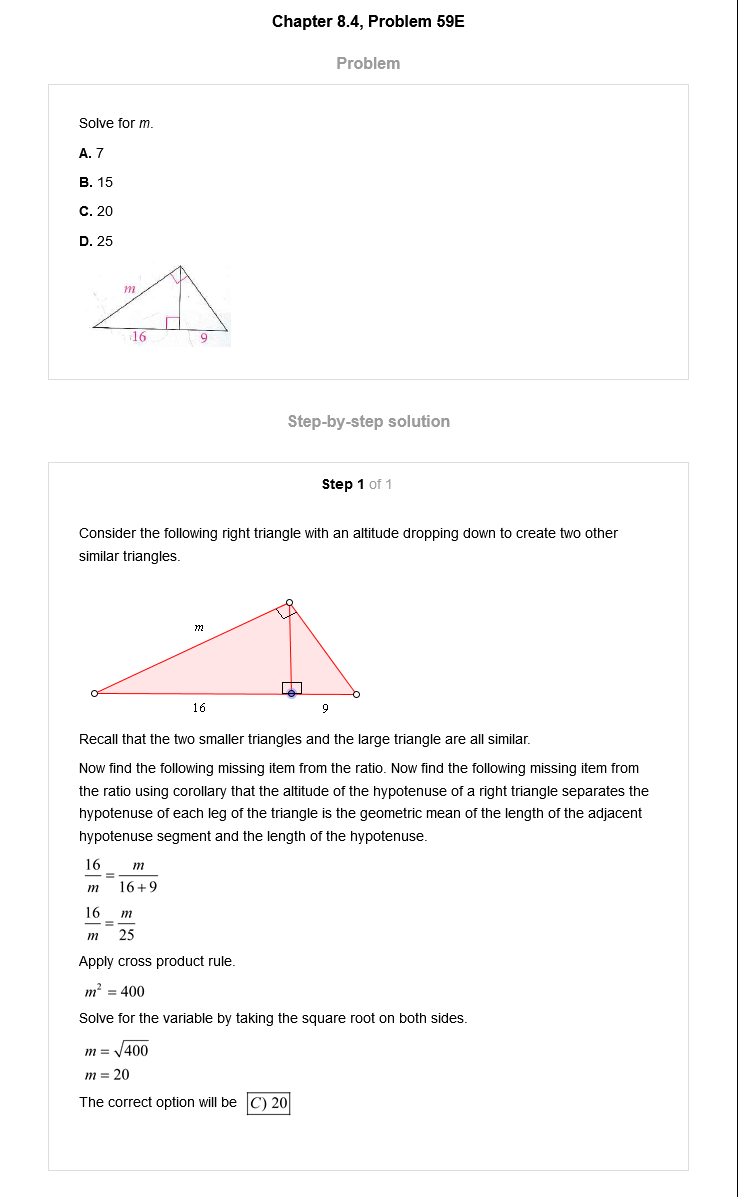 Chapter 8.4, Problem 59E
Problem
Solve for m.
A. 7
B. 15
C. 20
D. 25
m
16
9
Step-by-step solution
Step 1 of 1
Consider the following right triangle with an altitude dropping down to create two other
similar triangles.
m
16
9
Recall that the two smaller triangles and the large triangle are all similar.
Now find the following missing item from the ratio. Now find the following missing item from
the ratio using corollary that the altitude of the hypotenuse of a right triangle separates the
hypotenuse of each leg of the triangle is the geometric mean of the length of the adjacent
hypotenuse segment and the length of the hypotenuse.
16/m = m/16+9
16/m = m/25
Apply cross product rule.
m² = 400
Solve for the variable by taking the square root on both sides.
m = √400
m = 20
The correct option will be C) 20